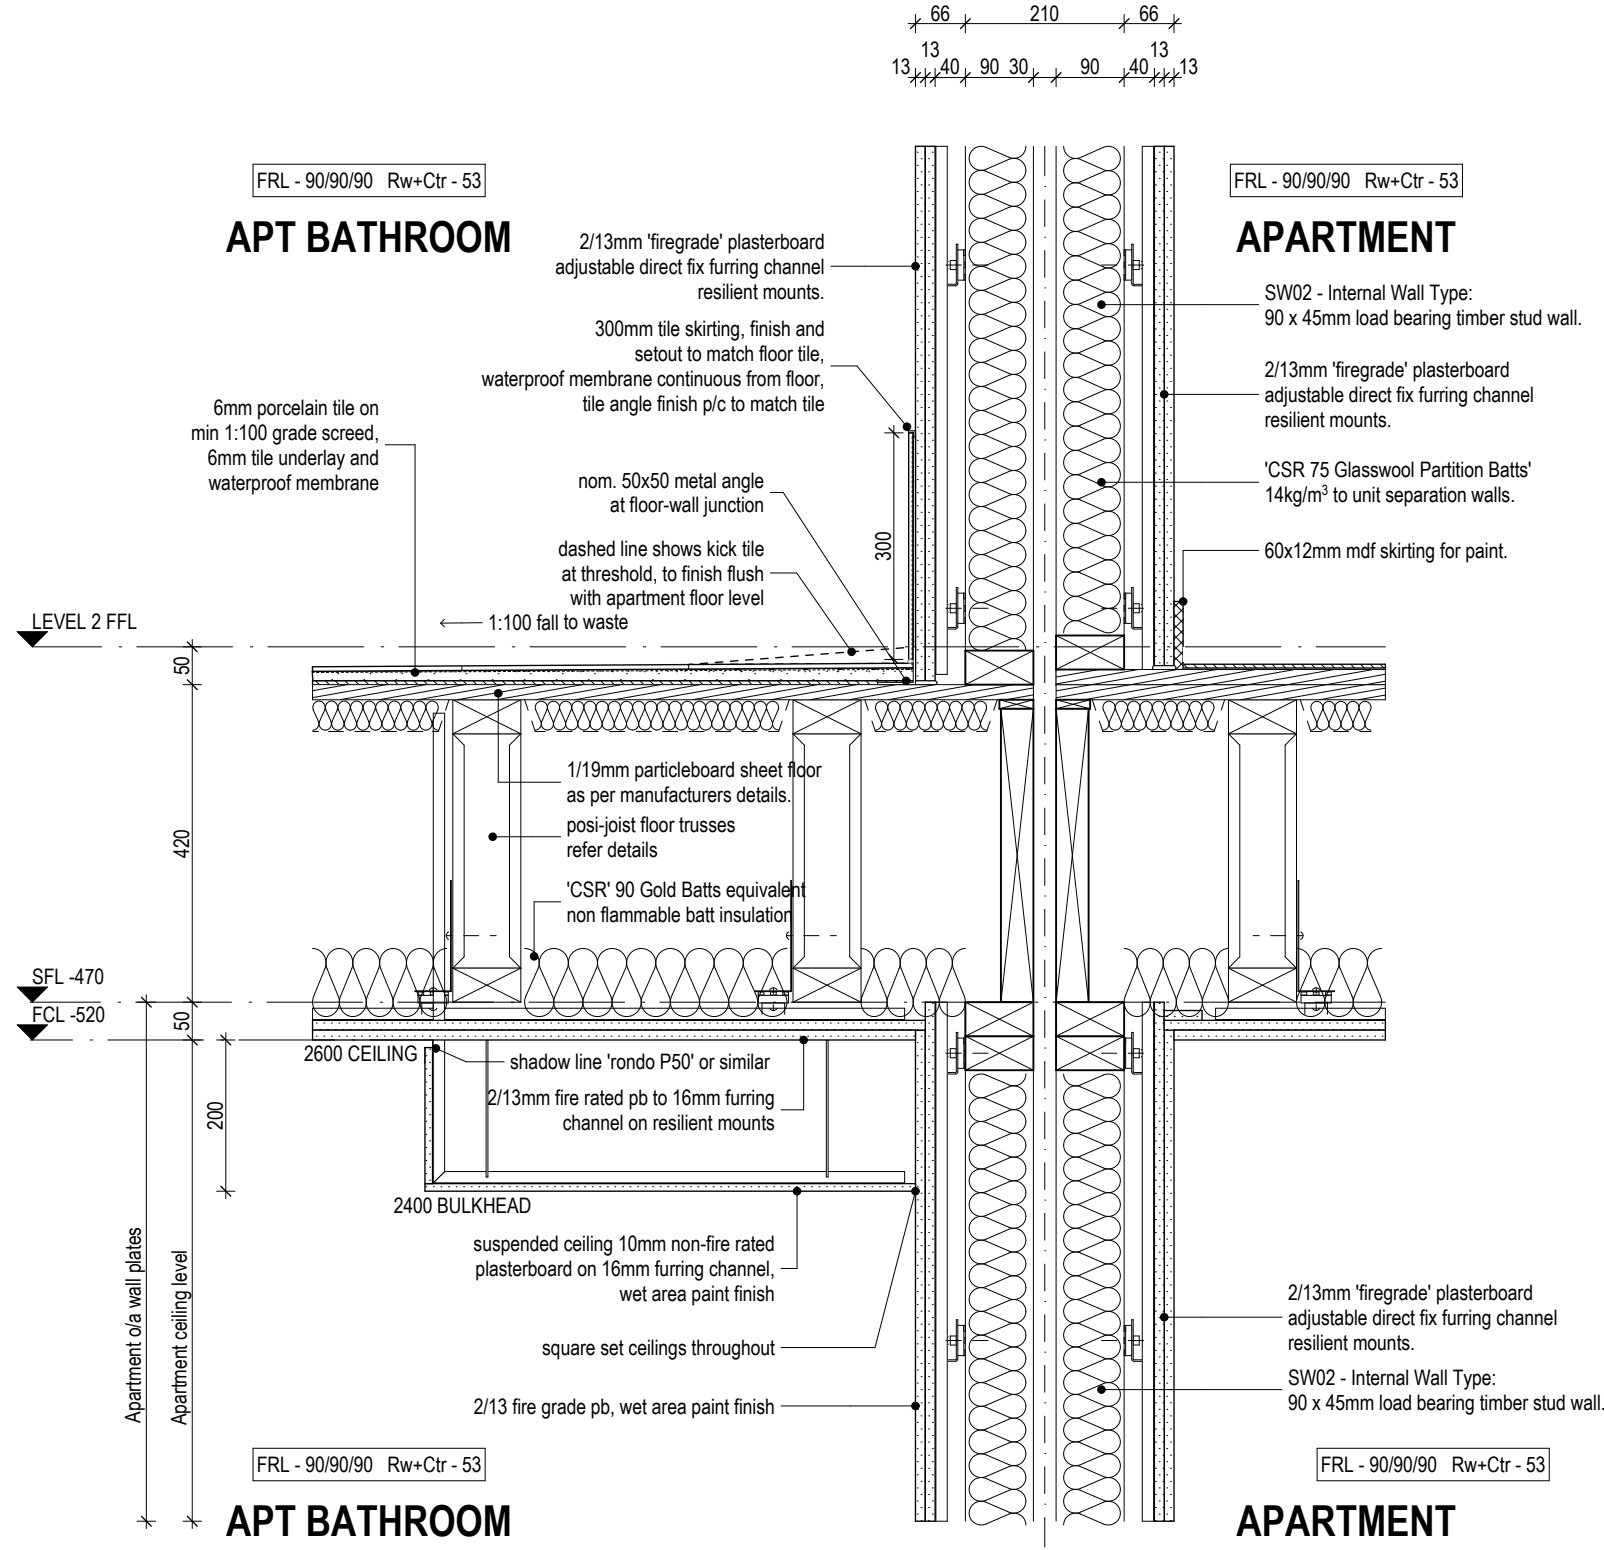 66
210
66
13
13
13
40
90
30
90
40
13
FRL - 90/90/90   Rw+Ctr - 53
APT BATHROOM
FRL - 90/90/90   Rw+Ctr - 53
APARTMENT
2/13mm 'firegrade' plasterboard
adjustable direct fix furring channel
resilient mounts.
300mm tile skirting, finish and
setout to match floor tile,
waterproof membrane continuous from floor,
tile angle finish p/c to match tile
6mm porcelain tile on
min 1:100 grade screed,
6mm tile underlay and
waterproof membrane
nom. 50x50 metal angle
at floor-wall junction
dashed line shows kick tile
at threshold, to finish flush
with apartment floor level
1:100 fall to waste
300
SW02 - Internal Wall Type:
90 x 45mm load bearing timber stud wall.
2/13mm 'firegrade' plasterboard
adjustable direct fix furring channel
resilient mounts.
'CSR 75 Glasswool Partition Batts'
14kg/m³ to unit separation walls.
60x12mm mdf skirting for paint.
LEVEL 2 FFL
50
420
1/19mm particleboard sheet floor
as per manufacturers details.
posi-joist floor trusses
refer details
'CSR' 90 Gold Batts equivalent
non flammable batt insulation
SFL -470
FCL -520
50
2600 CEILING
shadow line 'rondo P50' or similar
2/13mm fire rated pb to 16mm furring
channel on resilient mounts
200
2400 BULKHEAD
suspended ceiling 10mm non-fire rated
plasterboard on 16mm furring channel,
wet area paint finish
square set ceilings throughout
2/13 fire grade pb, wet area paint finish
Apartment o/a wall plates
Apartment ceiling level
2/13mm 'firegrade' plasterboard
adjustable direct fix furring channel
resilient mounts.
SW02 - Internal Wall Type:
90 x 45mm load bearing timber stud wall.
FRL - 90/90/90   Rw+Ctr - 53
APT BATHROOM
FRL - 90/90/90   Rw+Ctr - 53
APARTMENT